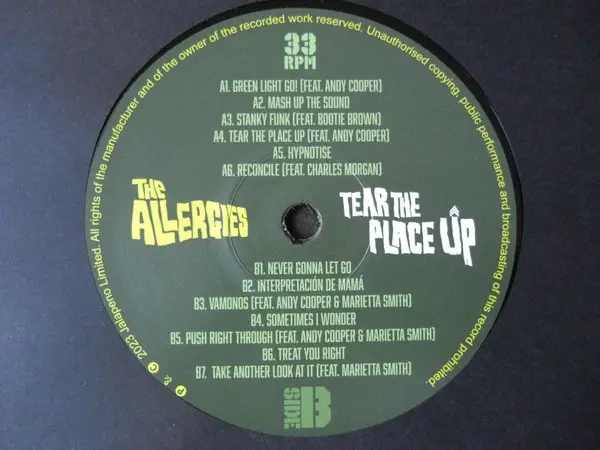 33
RPM
A1. GREEN LIGHT GO! (FEAT. ANDY COOPER)
A2. MASH UP THE SOUND
A3. STANKY FUNK (FEAT. BOOTIE BROWN)
A4. TEAR THE PLACE UP (FEAT. ANDY COOPER)
A5. HYPNOTISE
A6. RECONCILE (FEAT. CHARLES MORGAN)
THE
ALLERGIES
TEAR THE
PLACE UP
B1. NEVER GONNA LET GO
B2. INTERPRETACIÓN DE MAMÁ
B3. VAMONOS (FEAT. ANDY COOPER & MARIETTA SMITH)
B4. SOMETIMES I WONDER
B5. PUSH RIGHT THROUGH (FEAT. ANDY COOPER & MARIETTA SMITH)
B6. TREAT YOU RIGHT
B7. TAKE ANOTHER LOOK AT IT (FEAT. MARIETTA SMITH)
SIDE B
℗ & © 2023 Jalapeno Limited. All rights of the manufacturer and of the owner of the recorded work reserved. Unauthorised copying, public performance and broadcasting of this record prohibited.